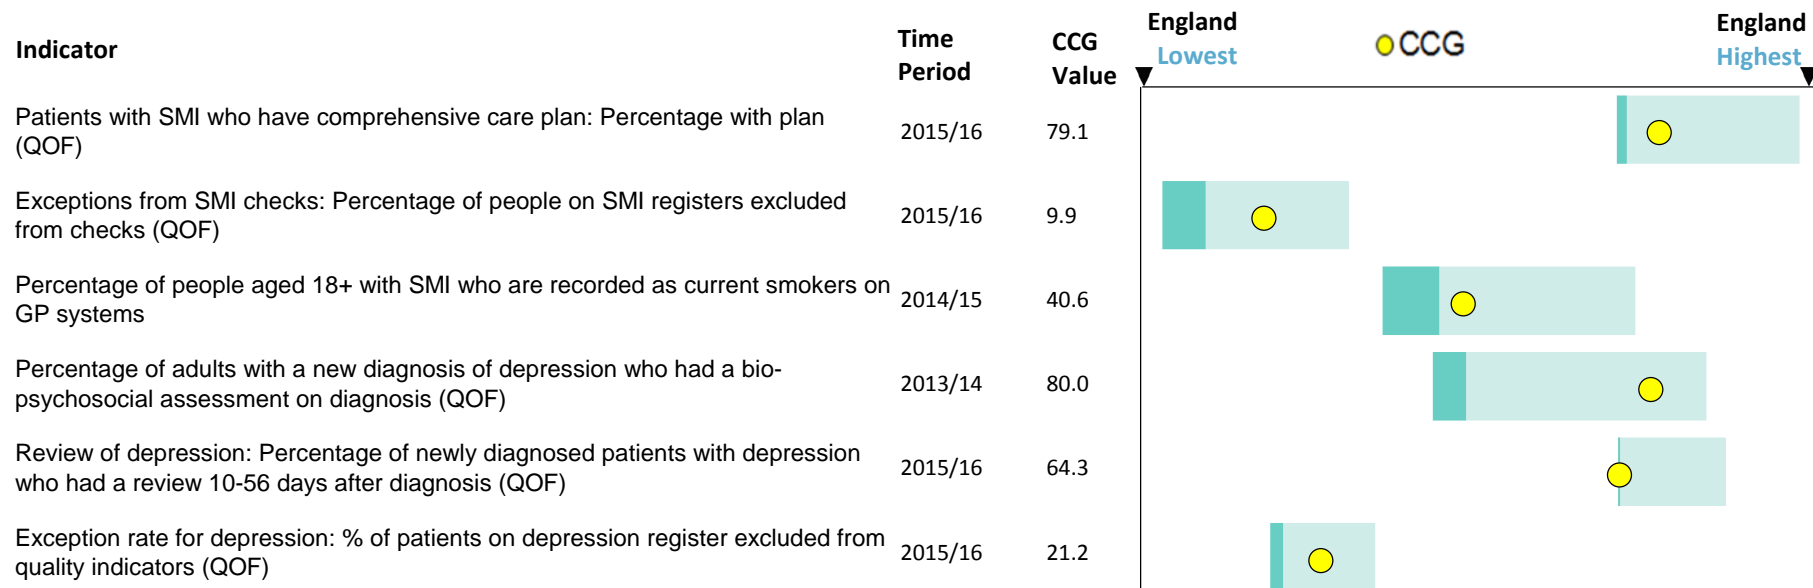 Indicator
Time Period
CCG Value
England Lowest
CCG
England Highest
Patients with SMI who have comprehensive care plan: Percentage with plan
(QOF)
2015/16
79.1
Exceptions from SMI checks: Percentage of people on SMI registers excluded
from checks (QOF)
2015/16
9.9
Percentage of people aged 18+ with SMI who are recorded as current smokers on
GP systems
2014/15
40.6
Percentage of adults with a new diagnosis of depression who had a bio-
psychosocial assessment on diagnosis (QOF)
2013/14
80.0
Review of depression: Percentage of newly diagnosed patients with depression
who had a review 10-56 days after diagnosis (QOF)
2015/16
64.3
Exception rate for depression: % of patients on depression register excluded from
quality indicators (QOF)
2015/16
21.2